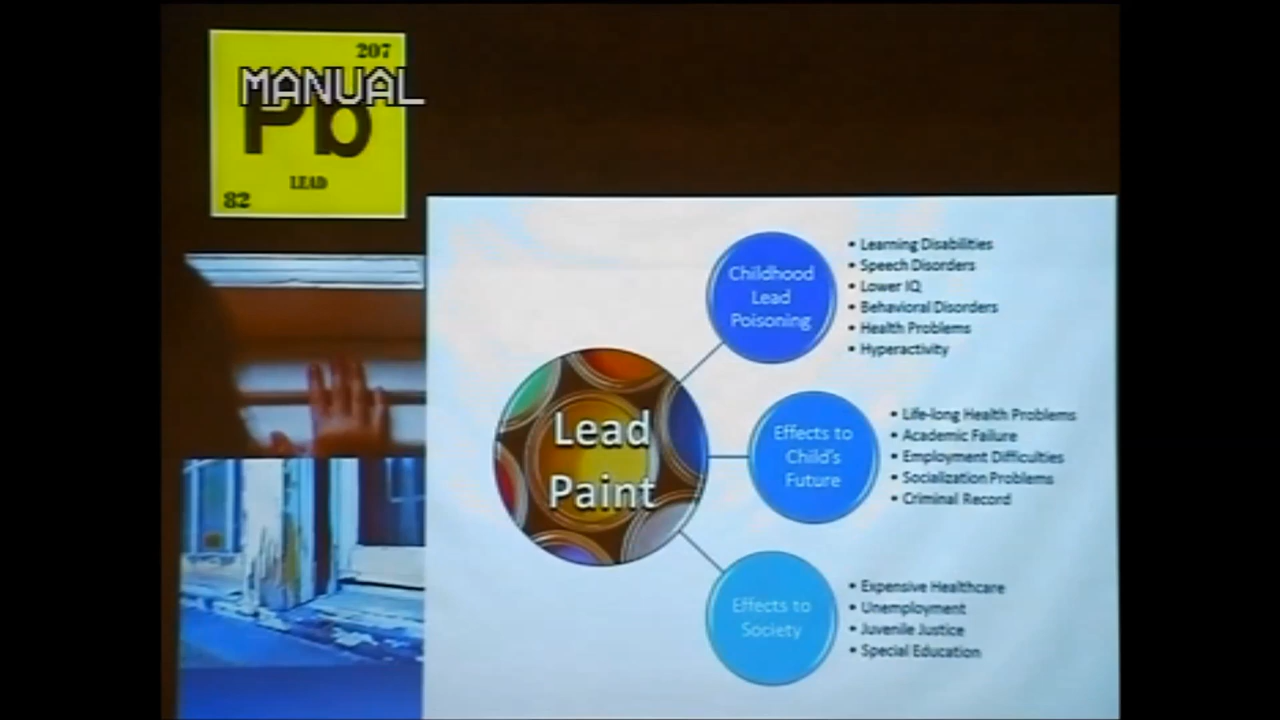 207
MANUAL
Pb
LEAD
82
Childhood
Lead
Poisoning
• Learning Disabilities
• Speech Disorders
• Lower IQ
• Behavioral Disorders
• Health Problems
• Hyperactivity
Lead
Paint
Effects to
Child's
Future
• Life-long Health Problems
• Academic Failure
• Employment Difficulties
• Socialization Problems
• Criminal Record
Effects to
Society
• Expensive Healthcare
• Unemployment
• Juvenile Justice
• Special Education